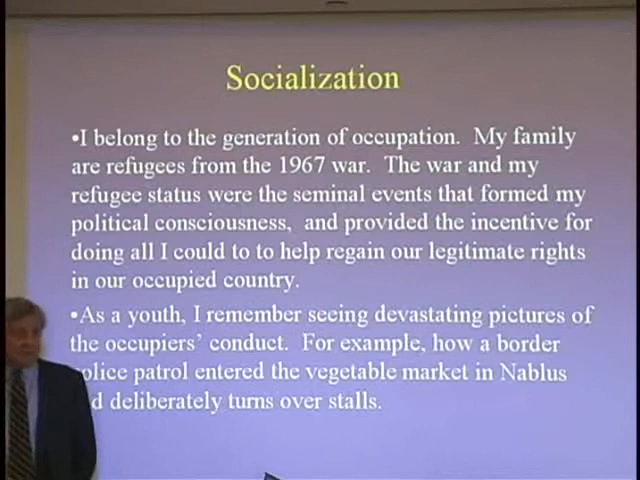 Socialization
•I belong to the generation of occupation. My family
are refugees from the 1967 war. The war and my
refugee status were the seminal events that formed my
political consciousness, and provided the incentive for
doing all I could to to help regain our legitimate rights
in our occupied country.
•As a youth, I remember seeing devastating pictures of
the occupiers' conduct. For example, how a border
olice patrol entered the vegetable market in Nablus
d deliberately turns over stalls.